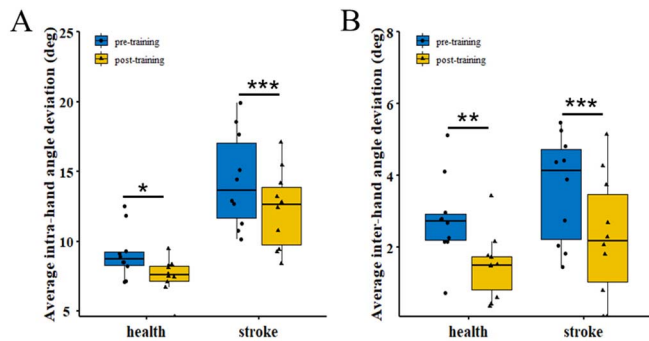 A
Average intra-hand angle deviation (deg)
25
20
15
10
5
pre-training
post-training
*
***
health
stroke
B
Average inter-hand angle deviation (deg)
8
6
4
2
pre-training
post-training
**
***
health
stroke